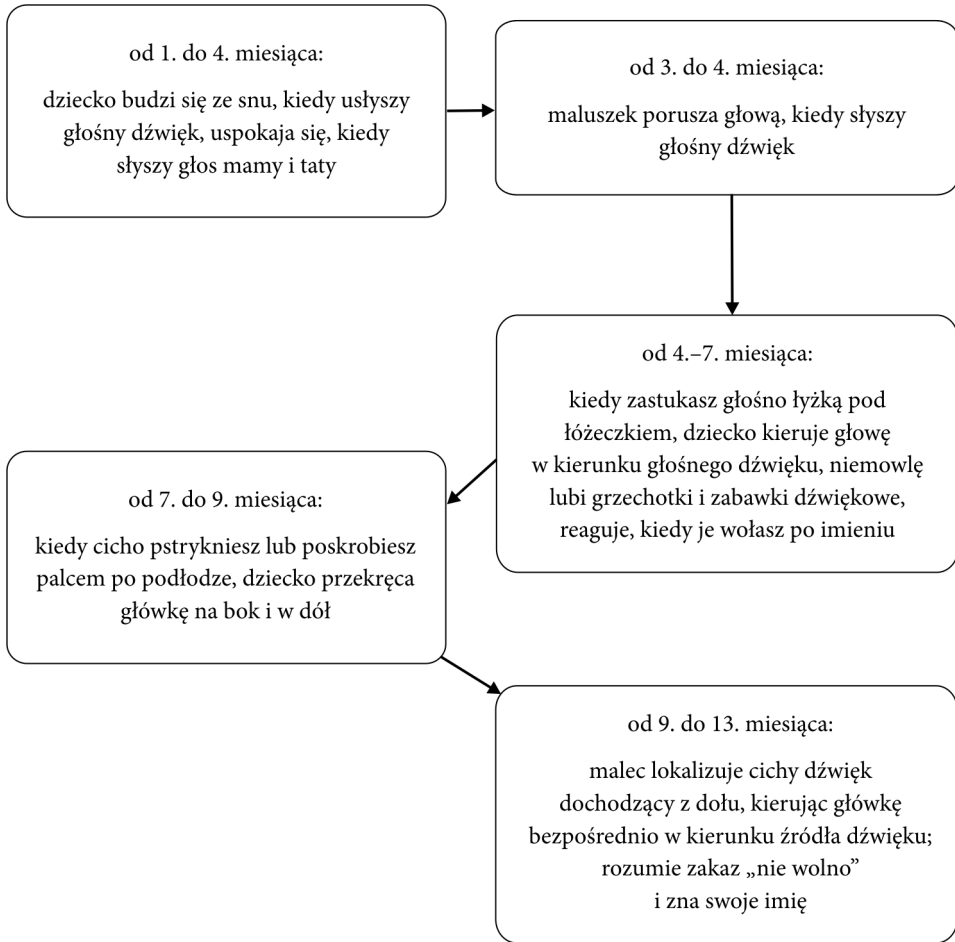 od 1. do 4. miesiąca:
dziecko budzi się ze snu, kiedy usłyszy
głośny dźwięk, uspokaja się, kiedy
słyszy głos mamy i taty
od 3. do 4. miesiąca:
maluszek porusza głową, kiedy słyszy
głośny dźwięk
od 4.–7. miesiąca:
kiedy zastukasz głośno łyżką pod
łóżeczkiem, dziecko kieruje głowę
w kierunku głośnego dźwięku, niemowlę
lubi grzechotki i zabawki dźwiękowe,
reaguje, kiedy je wołasz po imieniu
od 7. do 9. miesiąca:
kiedy cicho pstrykniesz lub poskrobiesz
palcem po podłodze, dziecko przekręca
główkę na bok i w dół
od 9. do 13. miesiąca:
malec lokalizuje cichy dźwięk
dochodzący z dołu, kierując główkę
bezpośrednio w kierunku źródła dźwięku;
rozumie zakaz „nie wolno”
i zna swoje imię